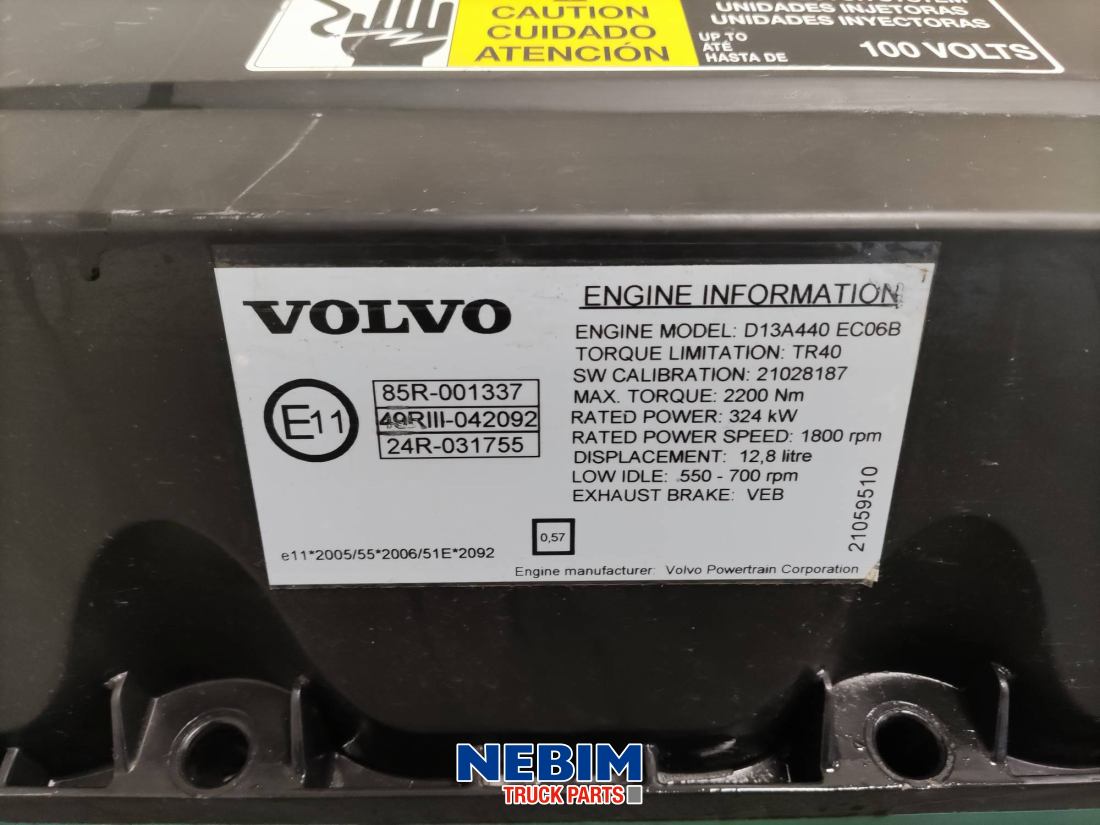 CAUTION
CUIDADO
ATENCIÓN
UNIDADES INJETORAS
UNIDADES INYECTORAS
UP TO
ATÉ
HASTA DE
100 VOLTS
VOLVO
E11
85R-001337
49RIII-042092
24R-031755
ENGINE INFORMATION
ENGINE MODEL: D13A440 EC06B
TORQUE LIMITATION: TR40
SW CALIBRATION: 21028187
MAX. TORQUE: 2200 Nm
RATED POWER: 324 kW
RATED POWER SPEED: 1800 rpm
DISPLACEMENT: 12,8 litre
LOW IDLE: 550 - 700 rpm
EXHAUST BRAKE: VEB
21059510
0,57
e11*2005/55*2006/51E*2092
Engine manufacturer: Volvo Powertrain Corporation
NEBIM
TRUCK PARTS